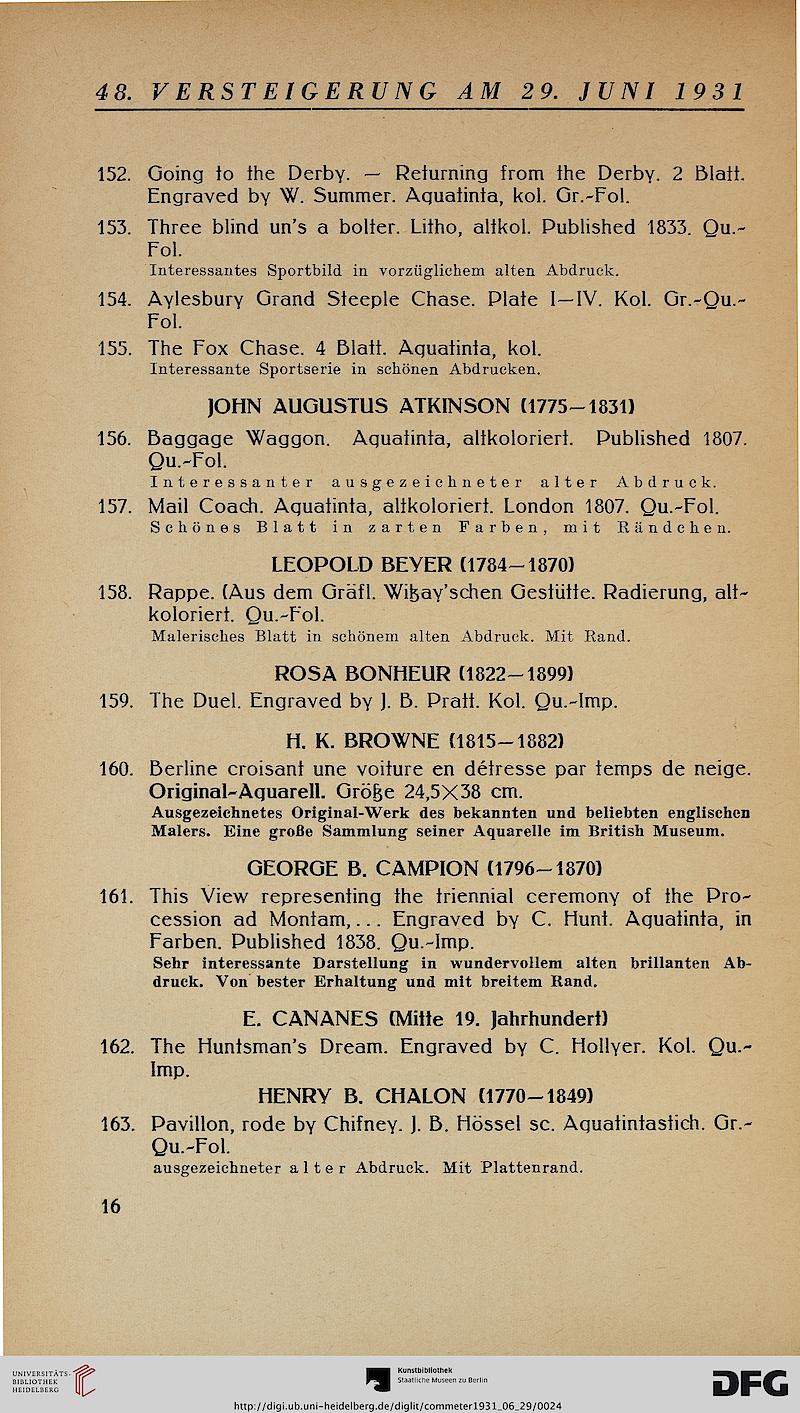 48. VERSTEIGERUNG AM 29. JUNI 1931
152. Going to the Derby. — Returning from the Derby. 2 Blatt.
Engraved by W. Summer. Aquatinta, kol. Gr.-Fol.
153. Three blind un's a bolter. Litho, altkol. Published 1833. Qu.-
Fol.
Interessantes Sportbild in vorzüglichem alten Abdruck.
154. Aylesbury Grand Steeple Chase. Plate I—IV. Kol. Gr.-Qu.-
Fol.
155. The Fox Chase. 4 Blatt. Aquatinta, kol.
Interessante Sportserie in schönen Abdrucken.
JOHN AUGUSTUS ATKINSON (1775—1831)
156. Baggage Waggon. Aquatinta, altkoloriert. Published 1807.
Qu.-Fol.
Interessanter ausgezeichneter alter Abdruck.
157. Mail Coach. Aquatinta, altkoloriert. London 1807. Qu.-Fol.
Schönes Blatt in zarten Farben, mit Rändchen.
LEOPOLD BEYER (1784—1870)
158. Rappe. (Aus dem Gräfl. Wißay'schen Gestütte. Radierung, alt-
koloriert. Qu.-Fol.
Malerisches Blatt in schönem alten Abdruck. Mit Rand.
ROSA BONHEUR (1822—1899)
159. The Duel. Engraved by J. B. Pratt. Kol. Qu.-Imp.
H. K. BROWNE (1815—1882)
160. Berline croisant une voiture en détresse par temps de neige.
Original-Aquarell. Größe 24,5×38 cm.
Ausgezeichnetes Original-Werk des bekannten und beliebten englischen
Malers. Eine große Sammlung seiner Aquarelle im British Museum.
GEORGE B. CAMPION (1796—1870)
161. This View representing the triennial ceremony of the Pro-
cession ad Montam,... Engraved by C. Hunt. Aquatinta, in
Farben. Published 1838. Qu.-Imp.
Sehr interessante Darstellung in wundervollem alten brillanten Ab-
druck. Von bester Erhaltung und mit breitem Rand.
E. CANANES (Mitte 19. Jahrhundert)
162. The Huntsman's Dream. Engraved by C. Hollyer. Kol. Qu.-
Imp.
HENRY B. CHALON (1770—1849)
163. Pavillon, rode by Chifney. J. B. Hössel sc. Aquatintastich. Gr.-
Qu.-Fol.
ausgezeichneter alter Abdruck. Mit Plattenrand.
16
UNIVERSITÄTS-
BIBLIOTHEK
HEIDELBERG
Kunstbibliothek
Staatliche Museen zu Berlin
DFG
http://digi.ub.uni-heidelberg.de/diglit/commeter1931_06_29/0024